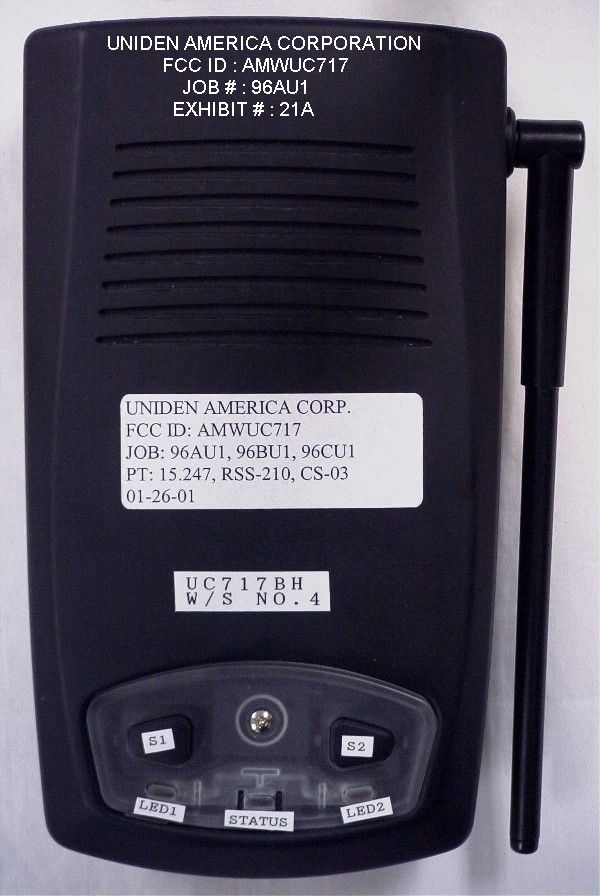 UNIDEN AMERICA CORPORATION
FCC ID : AMWUC717
JOB # : 96AU1
EXHIBIT # : 21A
UNIDEN AMERICA CORP.
FCC ID: AMWUC717
JOB: 96AU1, 96BU1, 96CU1
PT: 15.247, RSS-210, CS-03
01-26-01
UC717BH
W/S NO.4
S1
S2
LED1
STATUS
LED2